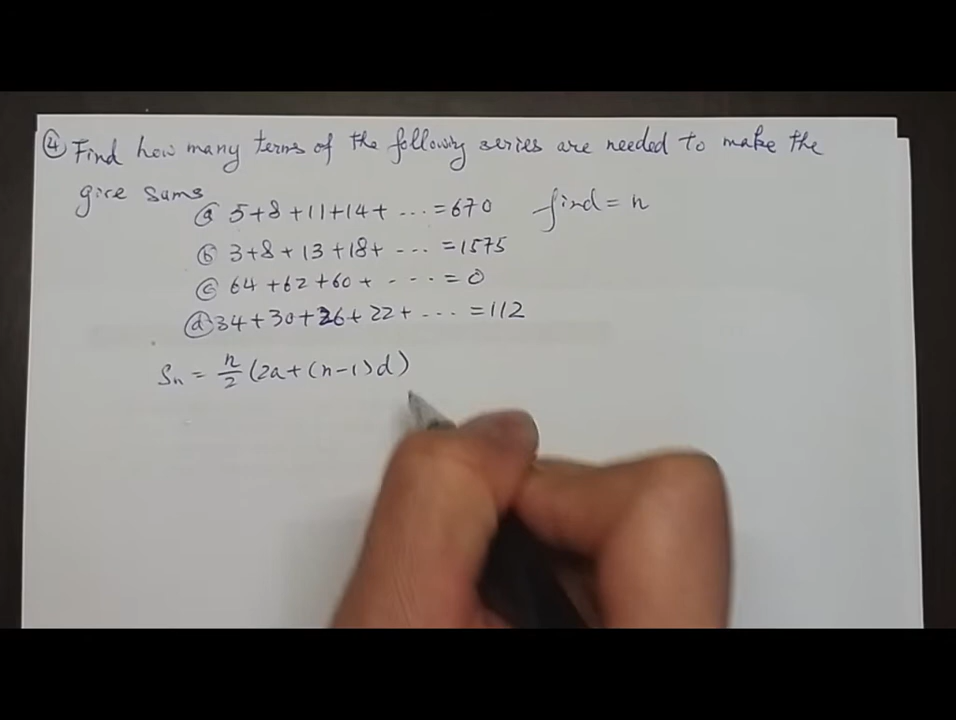 ④ Find how many terms of the following series are needed to make the
give sums
ⓐ 5+8+11+14+ ... =670 find = n
ⓑ 3+8+13+18+ ... =1575
ⓒ 64+62+60+ - ... = 0
ⓓ 34+30+26+22+ ... =112
Sn = n/2 (2a+(n-1)d)